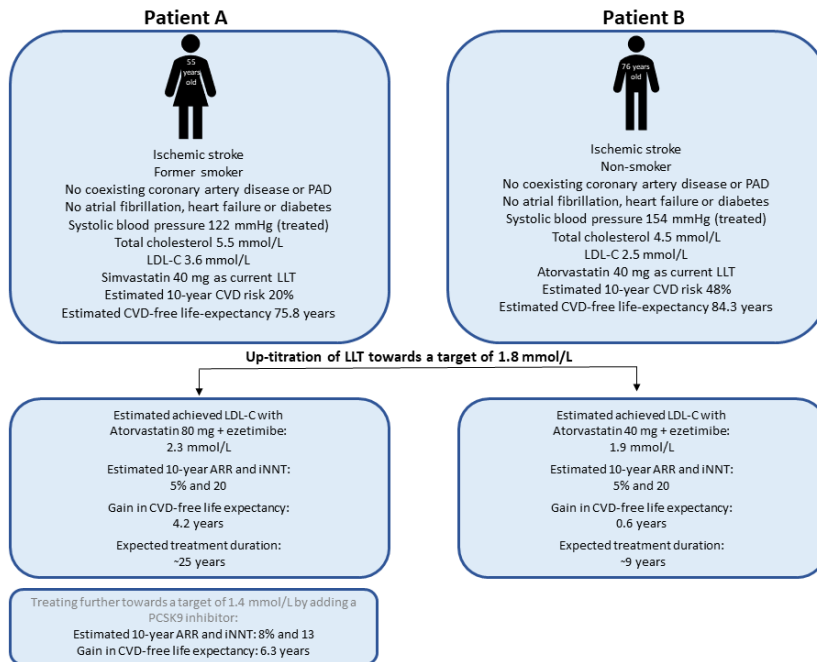 Patient A
55
years
old
Ischemic stroke
Former smoker
No coexisting coronary artery disease or PAD
No atrial fibrillation, heart failure or diabetes
Systolic blood pressure 122 mmHg (treated)
Total cholesterol 5.5 mmol/L
LDL-C 3.6 mmol/L
Simvastatin 40 mg as current LLT
Estimated 10-year CVD risk 20%
Estimated CVD-free life-expectancy 75.8 years
Patient B
76 years
old
Ischemic stroke
Non-smoker
No coexisting coronary artery disease or PAD
No atrial fibrillation, heart failure or diabetes
Systolic blood pressure 154 mmHg (treated)
Total cholesterol 4.5 mmol/L
LDL-C 2.5 mmol/L
Atorvastatin 40 mg as current LLT
Estimated 10-year CVD risk 48%
Estimated CVD-free life-expectancy 84.3 years
Up-titration of LLT towards a target of 1.8 mmol/L
Estimated achieved LDL-C with
Atorvastatin 80 mg + ezetimibe:
2.3 mmol/L
Estimated 10-year ARR and iNNT:
5% and 20
Gain in CVD-free life expectancy:
4.2 years
Expected treatment duration:
~25 years
Estimated achieved LDL-C with
Atorvastatin 40 mg + ezetimibe:
1.9 mmol/L
Estimated 10-year ARR and iNNT:
5% and 20
Gain in CVD-free life expectancy:
0.6 years
Expected treatment duration:
~9 years
Treating further towards a target of 1.4 mmol/L by adding a
PCSK9 inhibitor:
Estimated 10-year ARR and iNNT: 8% and 13
Gain in CVD-free life expectancy: 6.3 years